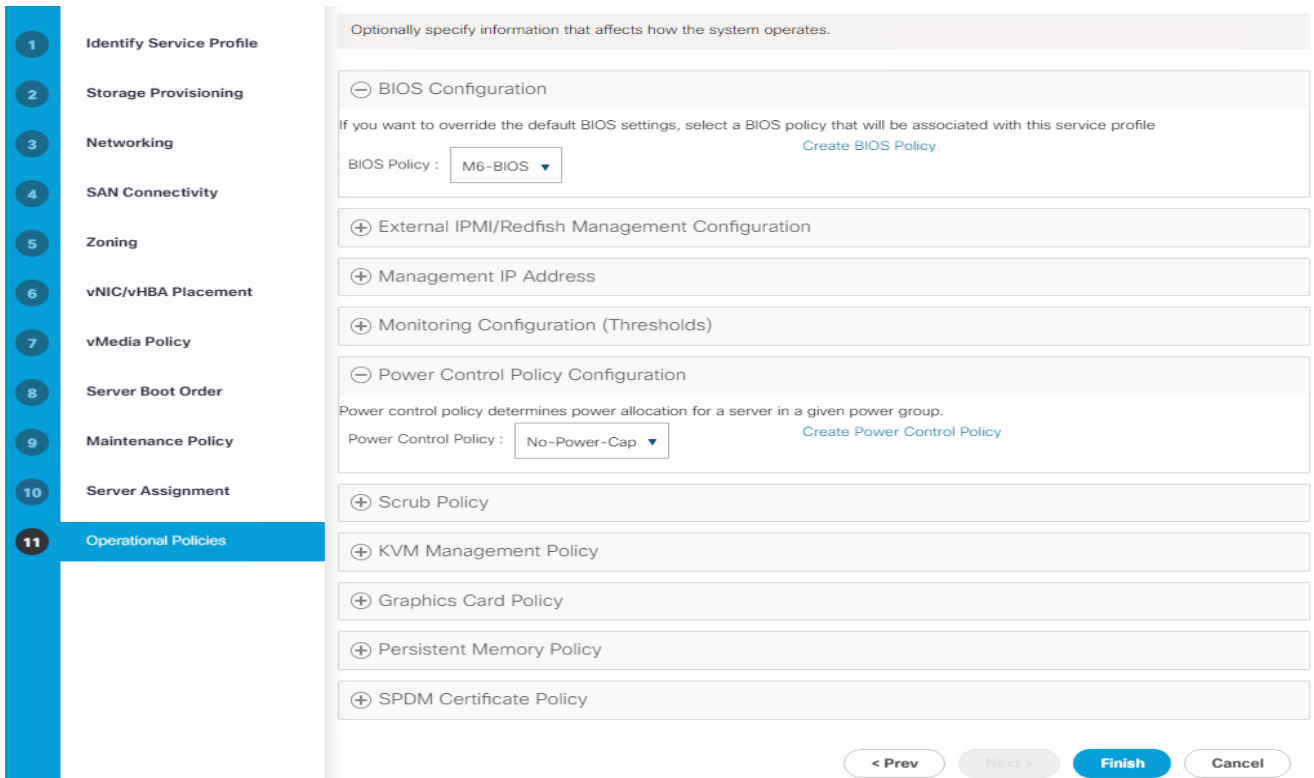 1 Identify Service Profile
2 Storage Provisioning
3 Networking
4 SAN Connectivity
5 Zoning
6 vNIC/vHBA Placement
7 vMedia Policy
8 Server Boot Order
9 Maintenance Policy
10 Server Assignment
11 Operational Policies
Optionally specify information that affects how the system operates.
BIOS Configuration
If you want to override the default BIOS settings, select a BIOS policy that will be associated with this service profile
BIOS Policy : M6-BIOS Create BIOS Policy
External IPMI/Redfish Management Configuration
Management IP Address
Monitoring Configuration (Thresholds)
Power Control Policy Configuration
Power control policy determines power allocation for a server in a given power group.
Power Control Policy : No-Power-Cap Create Power Control Policy
Scrub Policy
KVM Management Policy
Graphics Card Policy
Persistent Memory Policy
SPDM Certificate Policy
< Prev Next > Finish Cancel